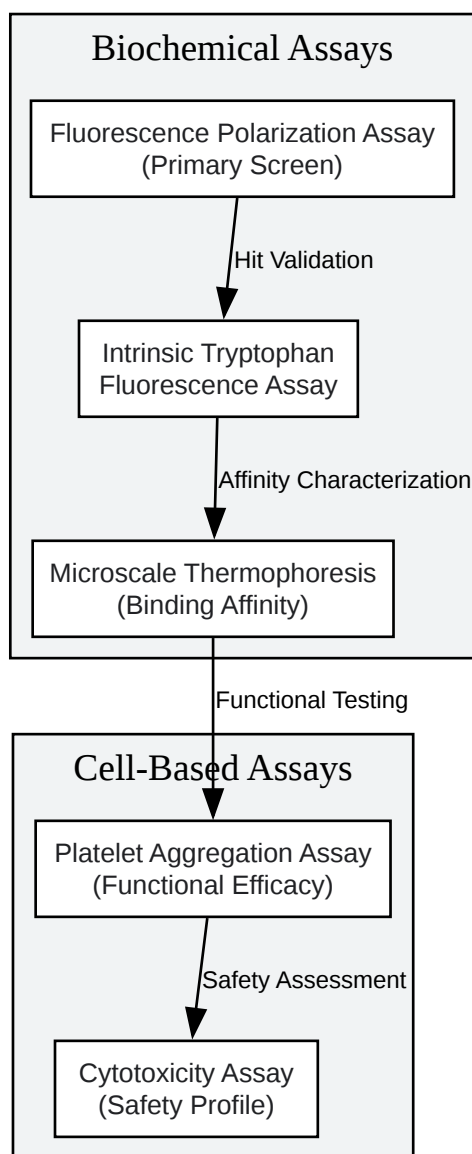 Biochemical Assays
Fluorescence Polarization Assay
(Primary Screen)
Hit Validation
Intrinsic Tryptophan
Fluorescence Assay
Affinity Characterization
Microscale Thermophoresis
(Binding Affinity)
Functional Testing
Cell-Based Assays
Platelet Aggregation Assay
(Functional Efficacy)
Safety Assessment
Cytotoxicity Assay
(Safety Profile)